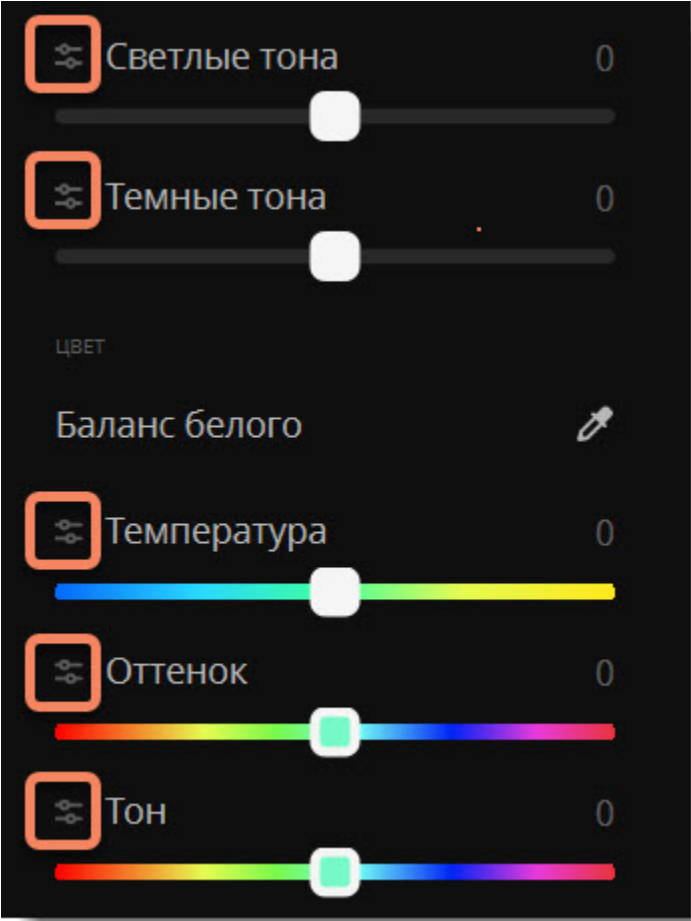 Светлые тона 0
Темные тона 0
ЦВЕТ
Баланс белого
Температура 0
Оттенок 0
Тон 0